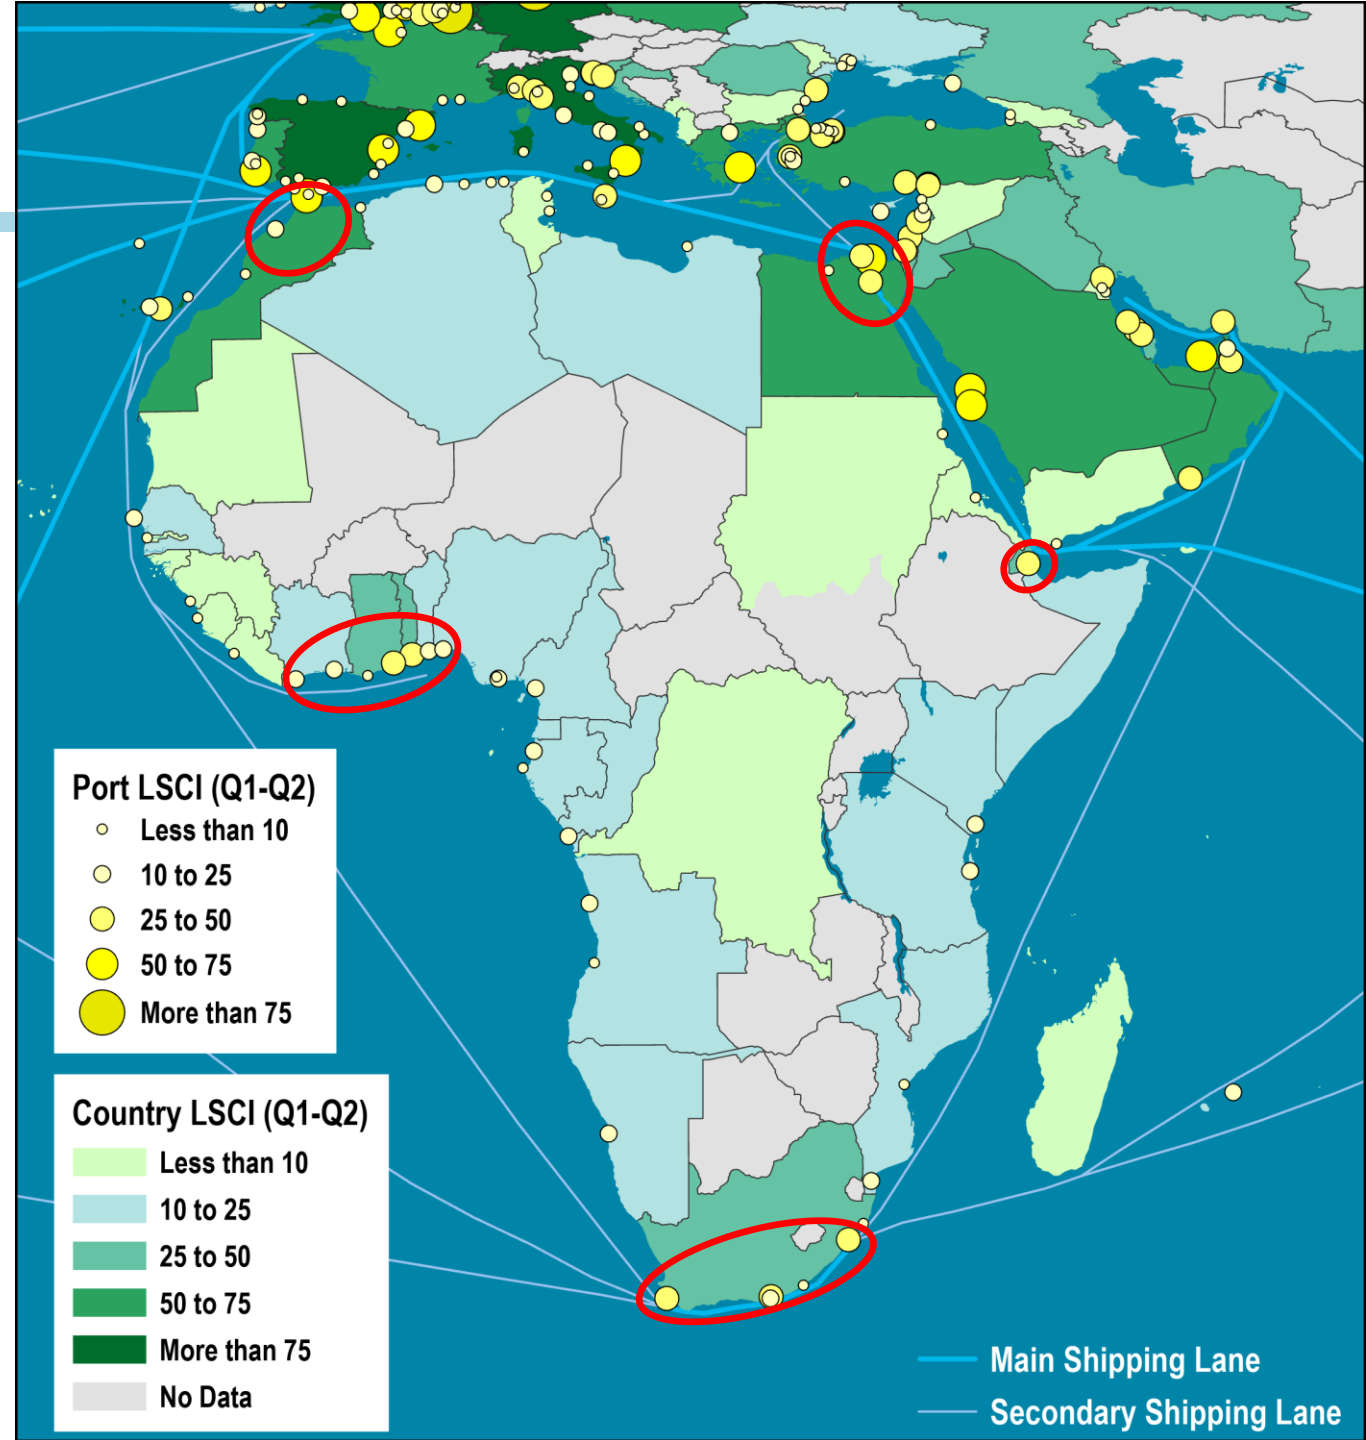 Port LSCI (Q1-Q2)
Less than 10
10 to 25
25 to 50
50 to 75
More than 75
Country LSCI (Q1-Q2)
Less than 10
10 to 25
25 to 50
50 to 75
More than 75
No Data
Main Shipping Lane
Secondary Shipping Lane